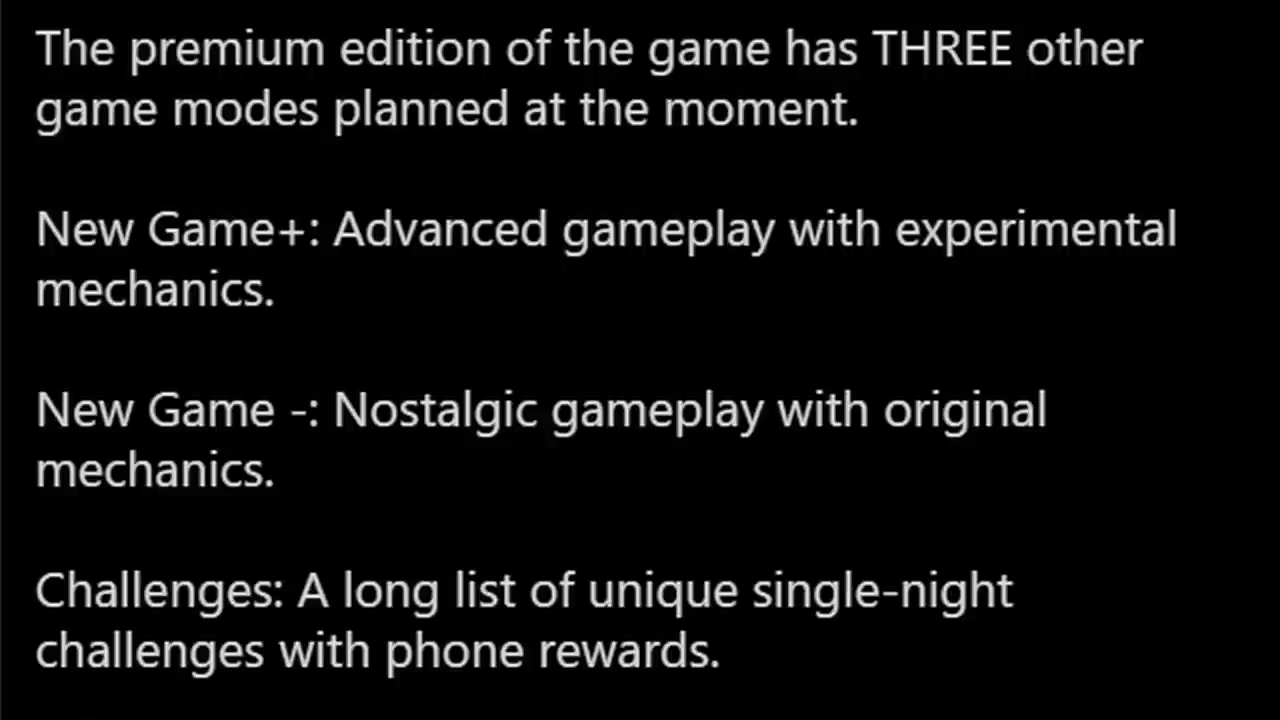 The premium edition of the game has THREE other
game modes planned at the moment.
New Game+: Advanced gameplay with experimental
mechanics.
New Game -: Nostalgic gameplay with original
mechanics.
Challenges: A long list of unique single-night
challenges with phone rewards.